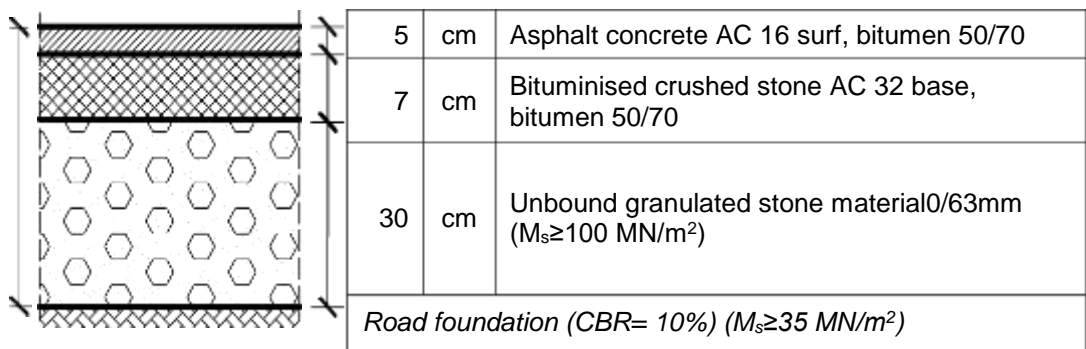 5 cm Asphalt concrete AC 16 surf, bitumen 50/70
7 cm Bituminised crushed stone AC 32 base,
bitumen 50/70
30 cm Unbound granulated stone material0/63mm
(Ms≥100 MN/m²)
Road foundation (CBR= 10%) (Ms≥35 MN/m²)